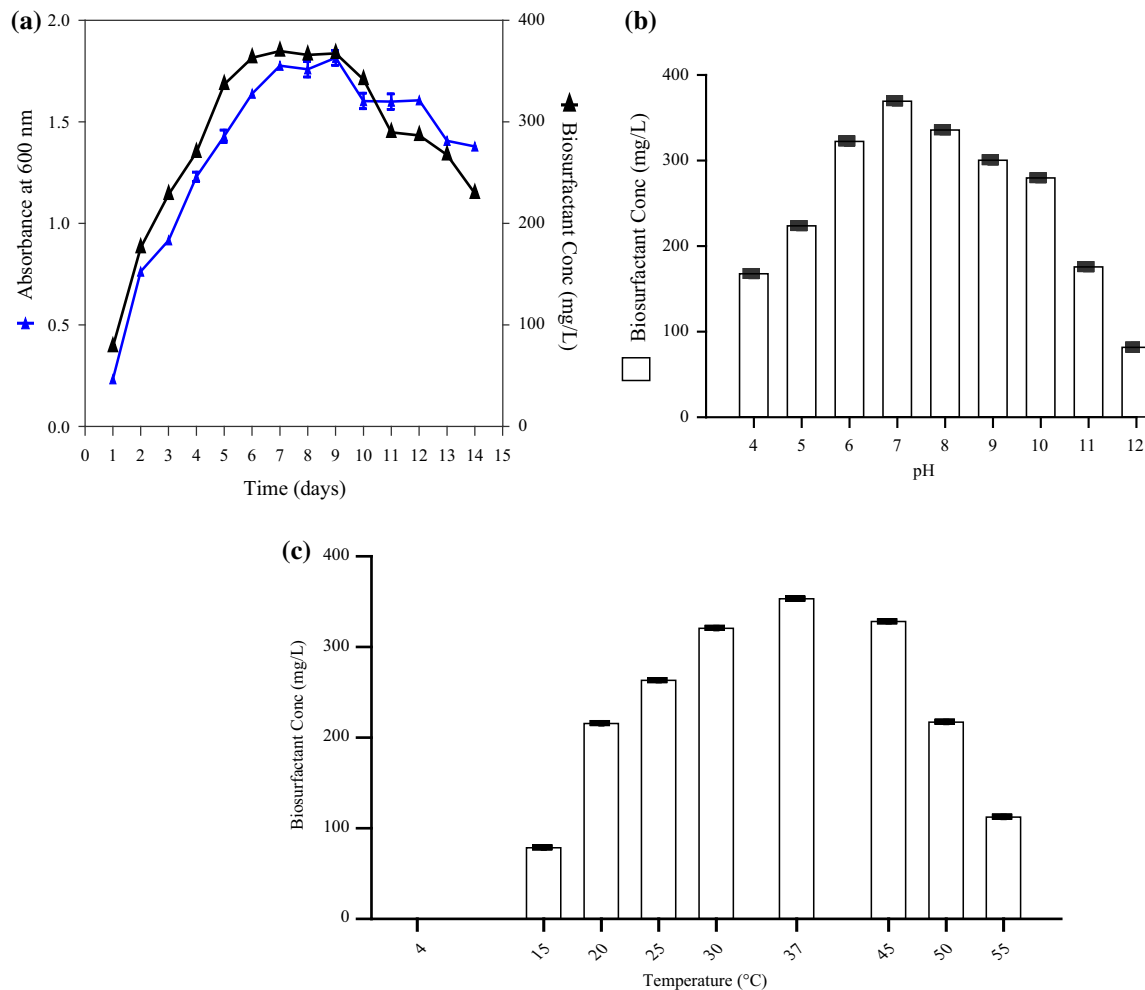 (a)
2.0
1.5
1.0
0.5
0.0
Absorbance at 600 nm
400
300
200
100
0
Biosurfactant Conc (mg/L)
0 1 2 3 4 5 6 7 8 9 10 11 12 13 14 15
Time (days)
(b)
400
300
200
100
0
Biosurfactant Conc (mg/L)
4 5 6 7 8 9 10 11 12
pH
(c)
400
300
200
100
0
Biosurfactant Conc (mg/L)
4 15 20 25 30 37 45 50 55
Temperature (°C)